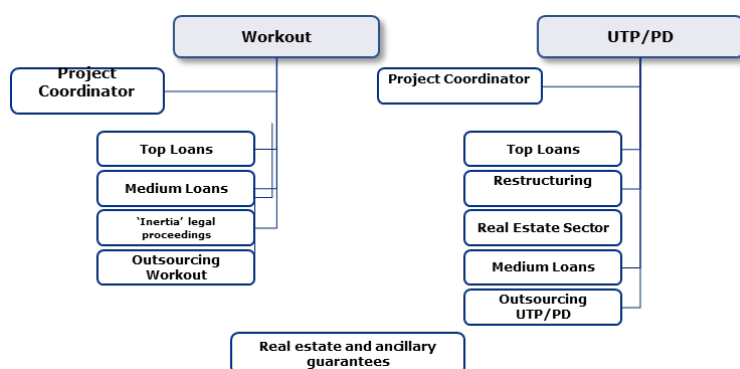 Workout
UTP/PD
Project
Coordinator
Project Coordinator
Top Loans
Medium Loans
‘Inertia’ legal
proceedings
Outsourcing
Workout
Top Loans
Restructuring
Real Estate Sector
Medium Loans
Outsourcing
UTP/PD
Real estate and ancillary
guarantees